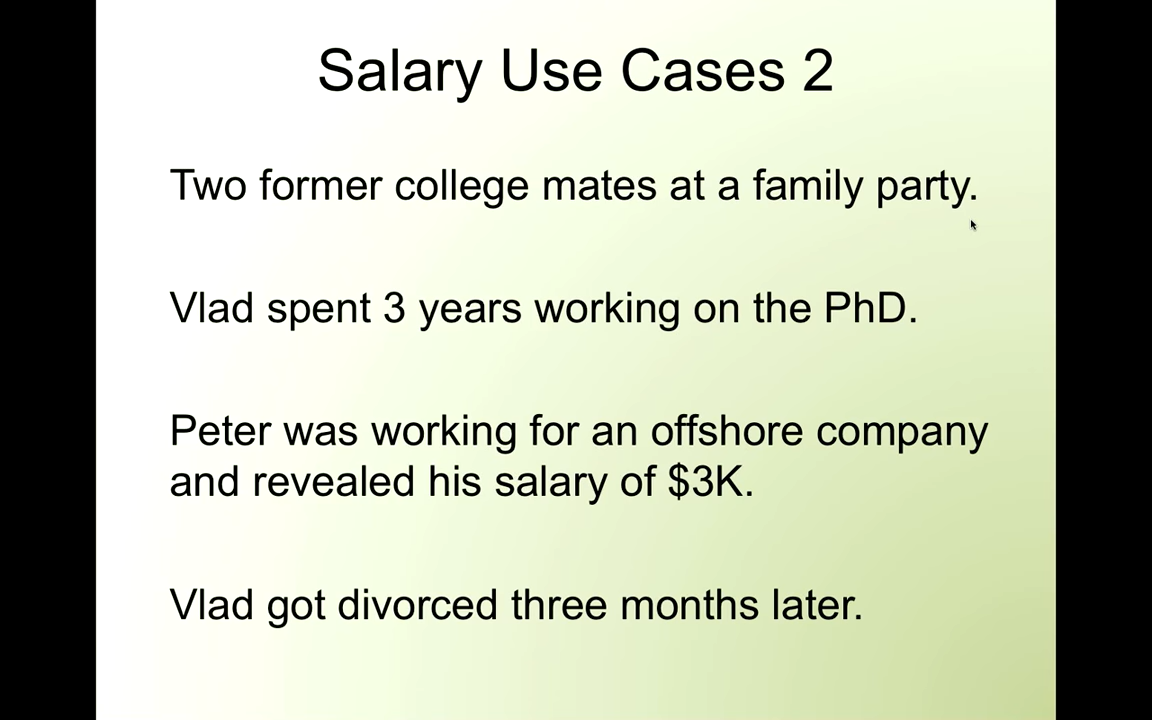 Salary Use Cases 2
Two former college mates at a family party.
Vlad spent 3 years working on the PhD.
Peter was working for an offshore company
and revealed his salary of $3K.
Vlad got divorced three months later.